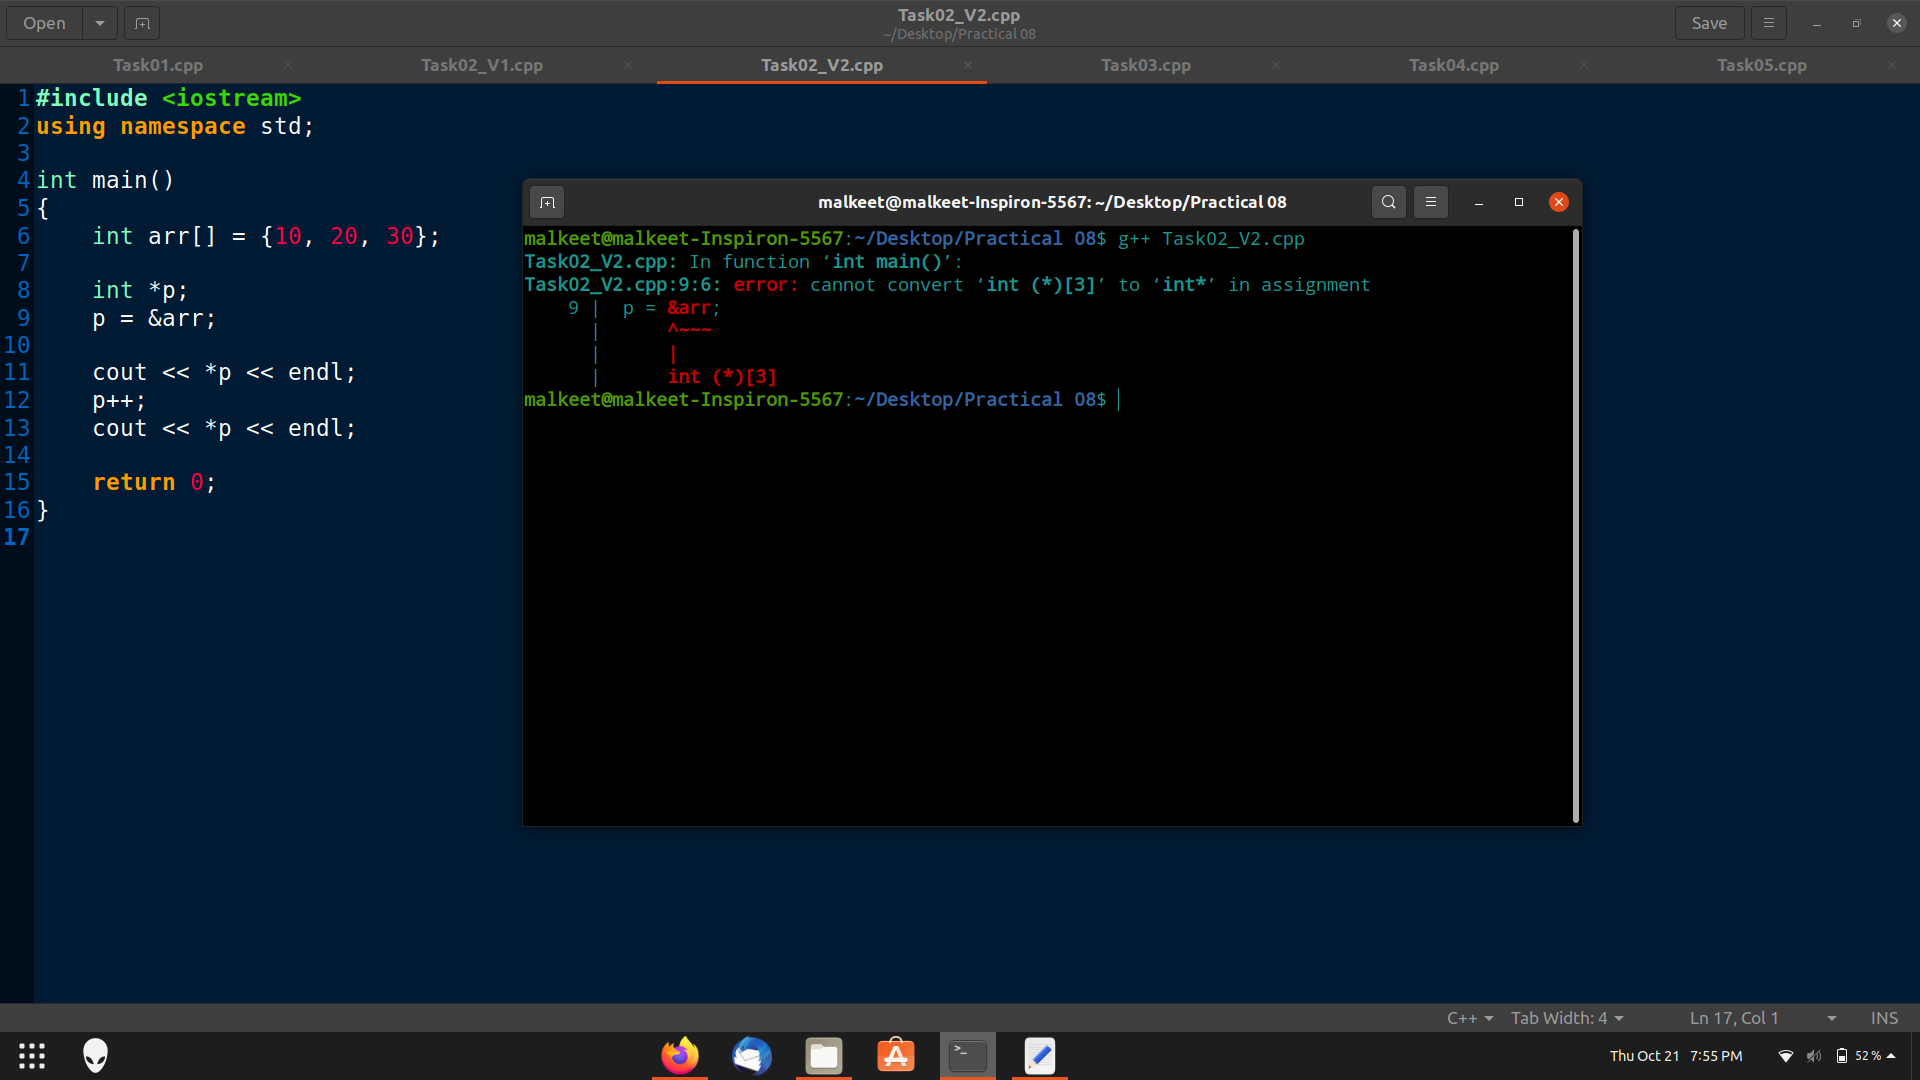 Open
Task02_V2.cpp
~/Desktop/Practical 08
Save
Task01.cpp
Task02_V1.cpp
Task02_V2.cpp
Task03.cpp
Task04.cpp
Task05.cpp
1 #include <iostream>
2 using namespace std;
3
4 int main()
5 {
6     int arr[] = {10, 20, 30};
7
8     int *p;
9     p = &arr;
10
11     cout << *p << endl;
12     p++;
13     cout << *p << endl;
14
15     return 0;
16 }
17
malkeet@malkeet-Inspiron-5567: ~/Desktop/Practical 08
malkeet@malkeet-Inspiron-5567:~/Desktop/Practical 08$ g++ Task02_V2.cpp
Task02_V2.cpp: In function ‘int main()’:
Task02_V2.cpp:9:6: error: cannot convert ‘int (*)[3]’ to ‘int*’ in assignment
    9 |  p = &arr;
      |      ^~~~
      |      |
      |      int (*)[3]
malkeet@malkeet-Inspiron-5567:~/Desktop/Practical 08$
C++
Tab Width: 4
Ln 17, Col 1
INS
Thu Oct 21 7:55 PM
52 %